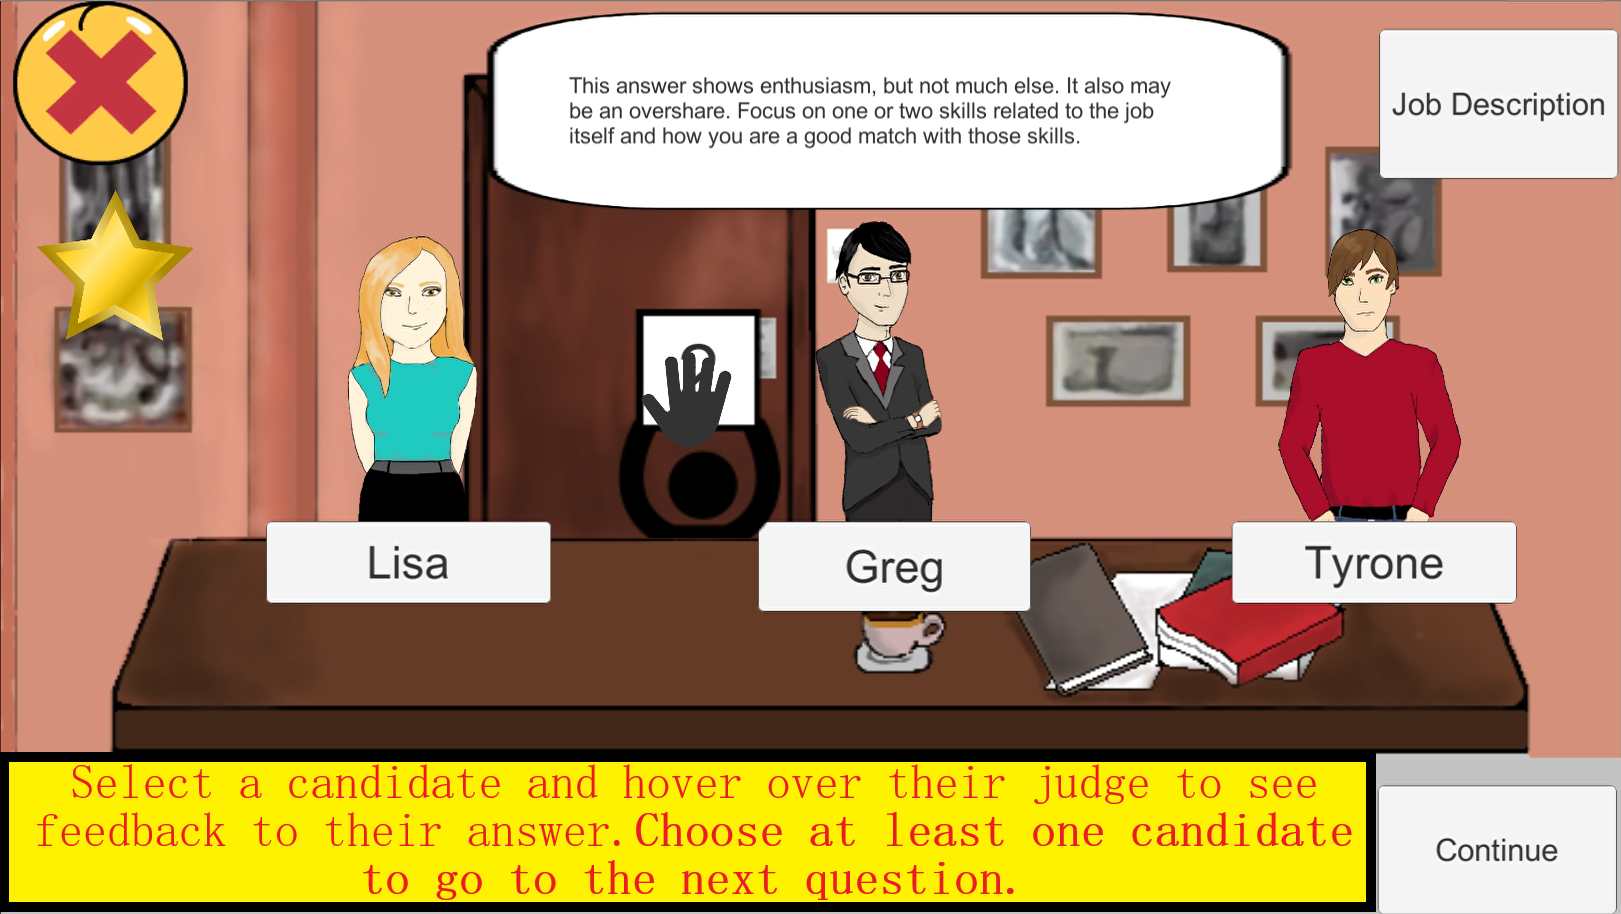 This answer shows enthusiasm, but not much else. It also may
be an overshare. Focus on one or two skills related to the job
itself and how you are a good match with those skills.
Job Description
Lisa
Greg
Tyrone
Select a candidate and hover over their judge to see
feedback to their answer.Choose at least one candidate
to go to the next question.
Continue